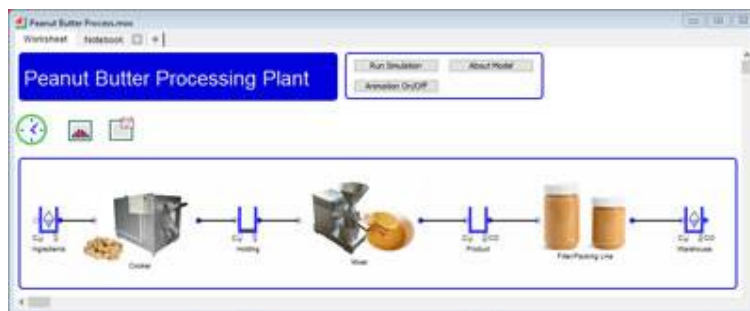 Peanut Butter Process.mox
Worksheet Notebook +
Peanut Butter Processing Plant
Run Simulation About Model
Animation On/Off
Ingredients Cooker Holding Mixer Product Filler/Packing Line Warehouse